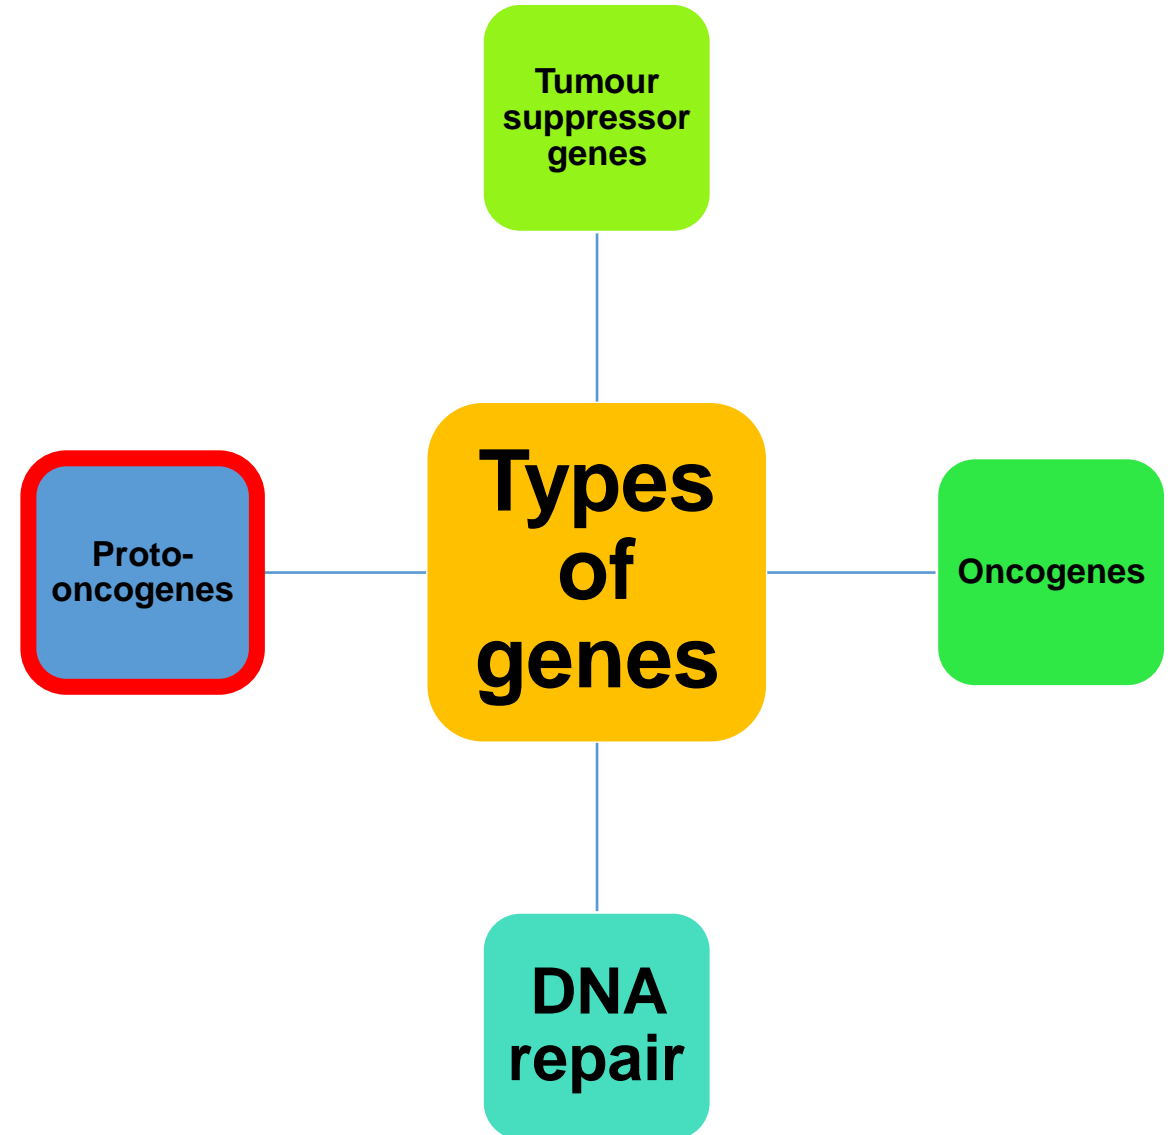 Tumour
suppressor
genes
Proto-
oncogenes
Types
of
genes
Oncogenes
DNA
repair